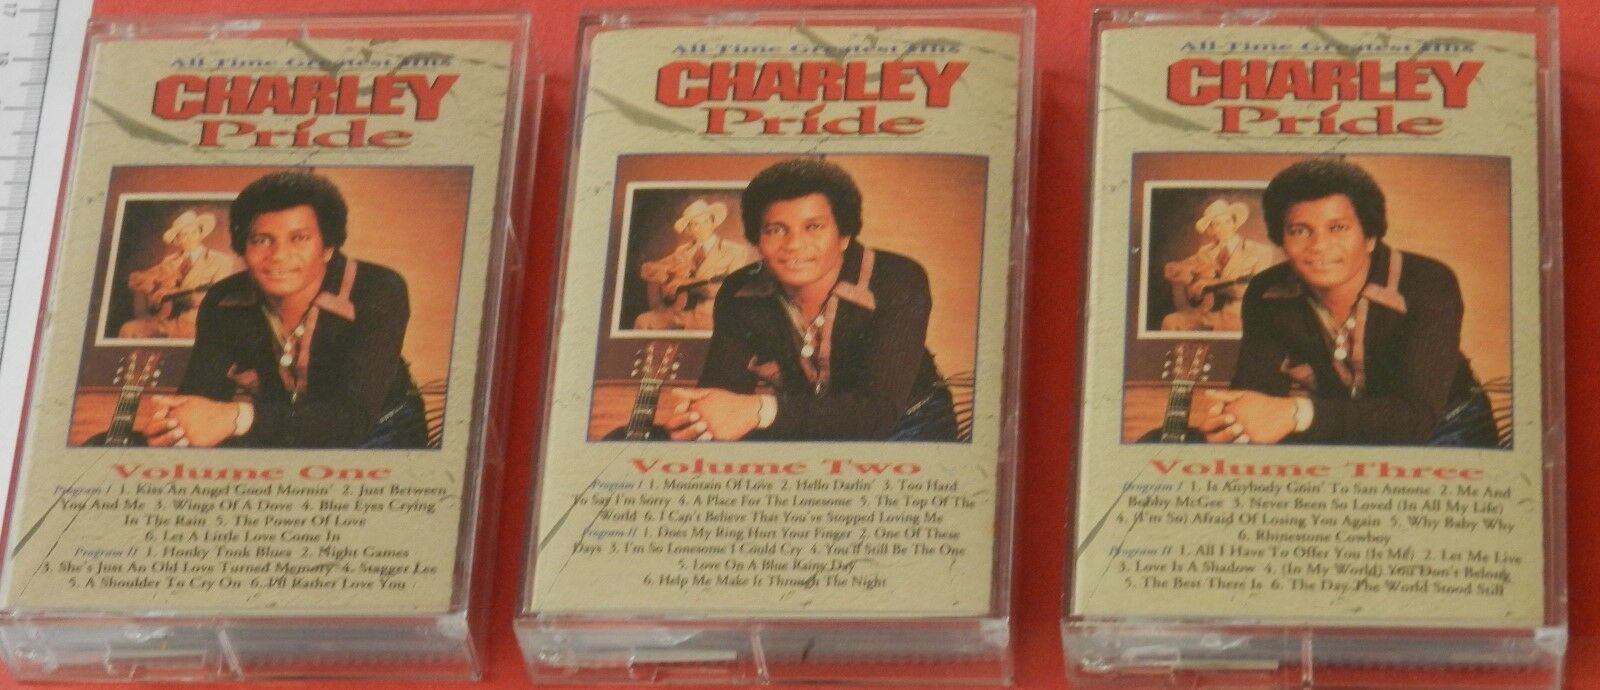 All Time Greatest Hits
CHARLEY
Pride
Volume One
Program I 1. Kiss An Angel Good Mornin' 2. Just Between
You And Me 3. Wings Of A Dove 4. Blue Eyes Crying
In The Rain 5. The Power Of Love
6. Let A Little Love Come In
Program II 1. Honky Tonk Blues 2. Night Games
3. She's Just An Old Love Turned Memory 4. Stagger Lee
5. A Shoulder To Cry On 6. I'll Rather Love You
All Time Greatest Hits
CHARLEY
Pride
Volume Two
Program I 1. Mountain Of Love 2. Hello Darlin' 3. Too Hard
To Say I'm Sorry 4. A Place For The Lonesome 5. The Top Of The
World 6. I Can't Believe That You've Stopped Loving Me
Program II 1. Does My Ring Hurt Your Finger 2. One Of These
Days 3. I'm So Lonesome I Could Cry 4. You'll Still Be The One
5. Love On A Blue Rainy Day
6. Help Me Make It Through The Night
All Time Greatest Hits
CHARLEY
Pride
Volume Three
Program I 1. Is Anybody Goin' To San Antone 2. Me And
Bobby McGee 3. Never Been So Loved (In All My Life)
4. (I'm So) Afraid Of Losing You Again 5. Why Baby Why
6. Rhinestone Cowboy
Program II 1. All I Have To Offer You (Is Me) 2. Let Me Live
3. Love Is A Shadow 4. (In My World) You Don't Belong
5. The Best There Is 6. The Day The World Stood Still